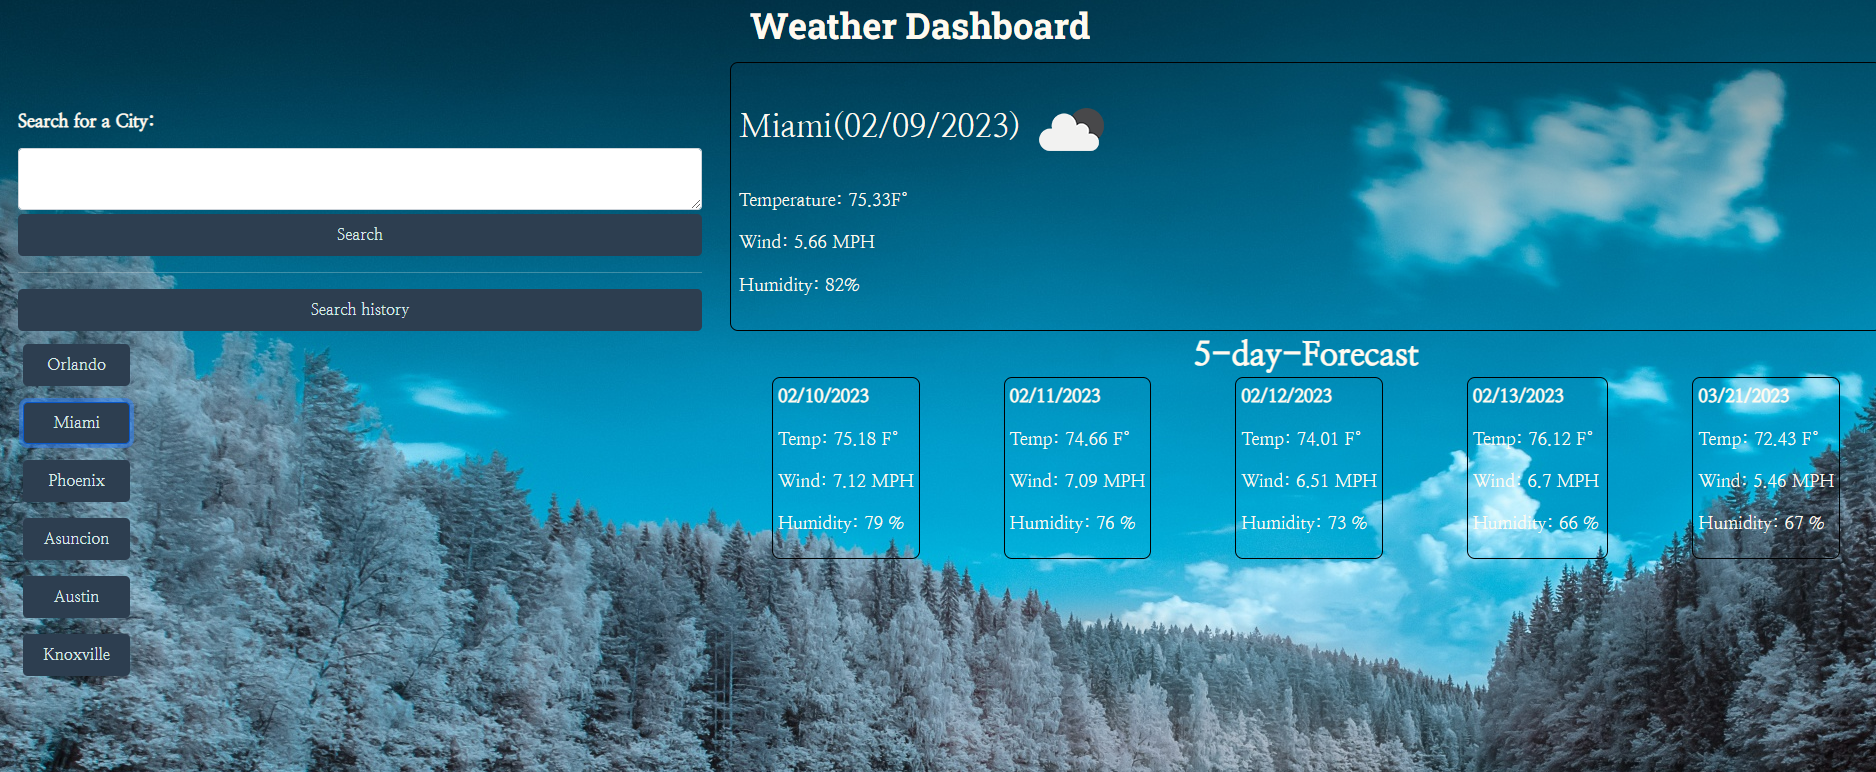 Weather Dashboard
Search for a City:
Search
Search history
Orlando
Miami
Phoenix
Asuncion
Austin
Knoxville
Miami(02/09/2023)
Temperature: 75.33F°
Wind: 5.66 MPH
Humidity: 82%
5-day-Forecast
02/10/2023
Temp: 75.18 F°
Wind: 7.12 MPH
Humidity: 79 %
02/11/2023
Temp: 74.66 F°
Wind: 7.09 MPH
Humidity: 76 %
02/12/2023
Temp: 74.01 F°
Wind: 6.51 MPH
Humidity: 73 %
02/13/2023
Temp: 76.12 F°
Wind: 6.7 MPH
Humidity: 66 %
03/21/2023
Temp: 72.43 F°
Wind: 5.46 MPH
Humidity: 67 %